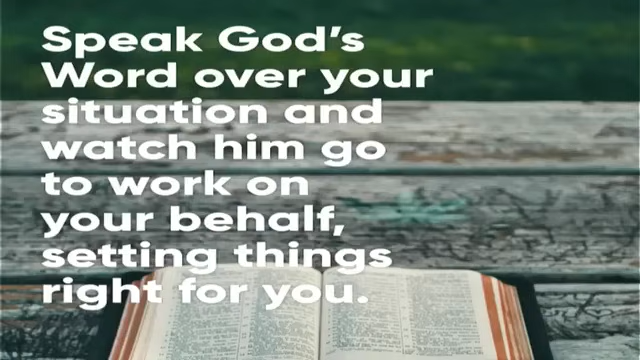 Speak God's
Word over your
situation and
watch him go
to work on
your behalf,
setting things
right for you.